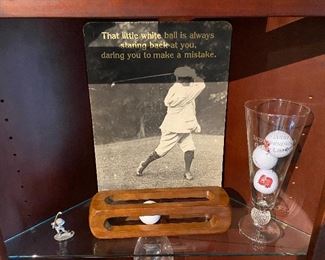 That little white ball is always
staring back at you,
daring you to make a mistake.